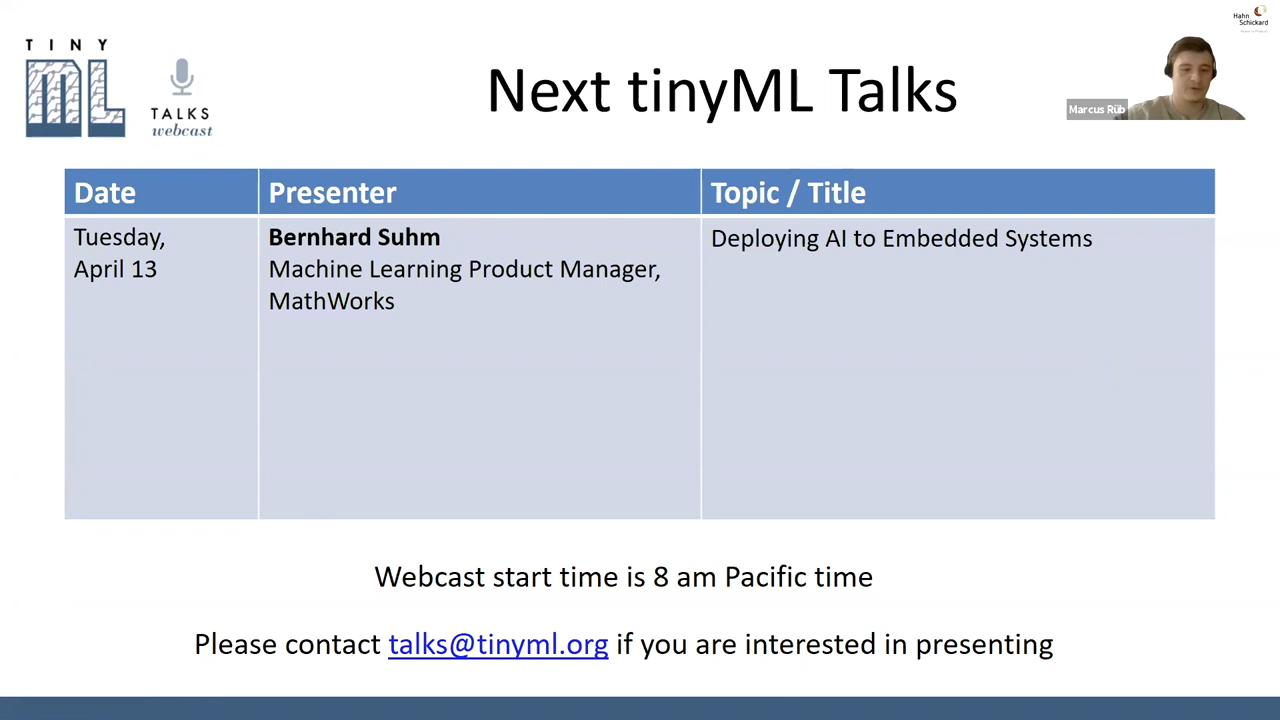 TINY
ML
TALKS
webcast
Next tinyML Talks
Hahn
Schickard
Marcus Rüb
Date Presenter Topic / Title
Tuesday,
April 13
Bernhard Suhm
Machine Learning Product Manager,
MathWorks
Deploying AI to Embedded Systems
Webcast start time is 8 am Pacific time
Please contact talks@tinyml.org if you are interested in presenting